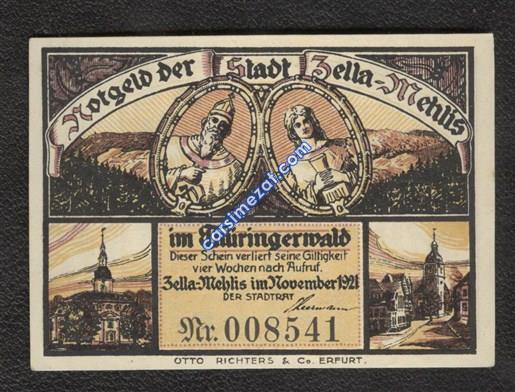 Notgeld der Stadt Zella-Mehlis
im Thüringerwald
Dieser Schein verliert seine Giltigkeit
vier Wochen nach Aufruf.
Zella-Mehlis im November 1921
DER STADTRAT
Nr. 008541
OTTO RICHTERS & Co. ERFURT.
carsimezat.com